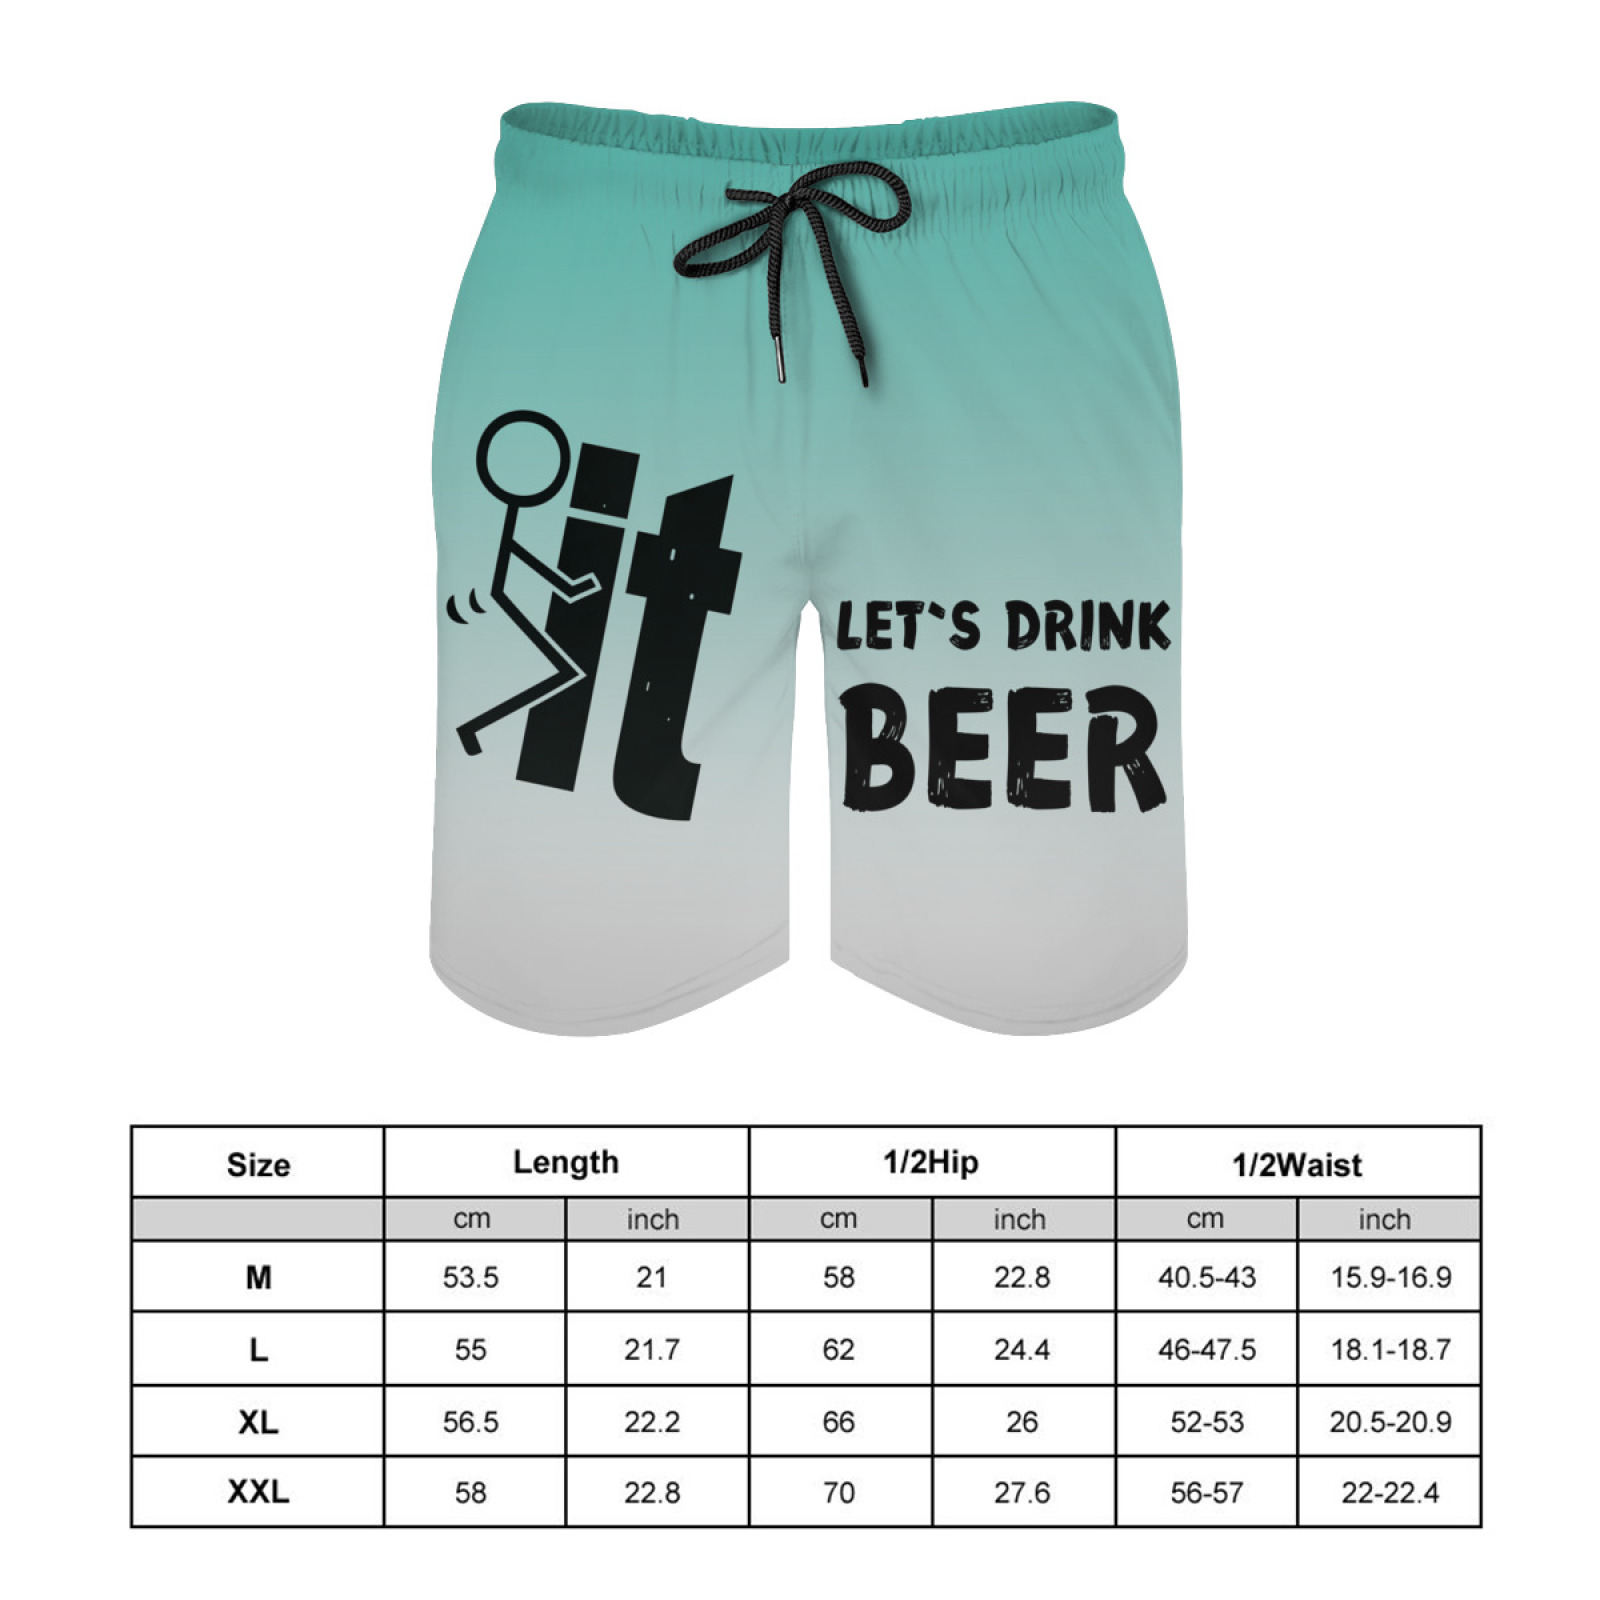 it
LET`S DRINK
BEER
Size Length 1/2Hip 1/2Waist
cm inch cm inch cm inch
M 53.5 21 58 22.8 40.5-43 15.9-16.9
L 55 21.7 62 24.4 46-47.5 18.1-18.7
XL 56.5 22.2 66 26 52-53 20.5-20.9
XXL 58 22.8 70 27.6 56-57 22-22.4